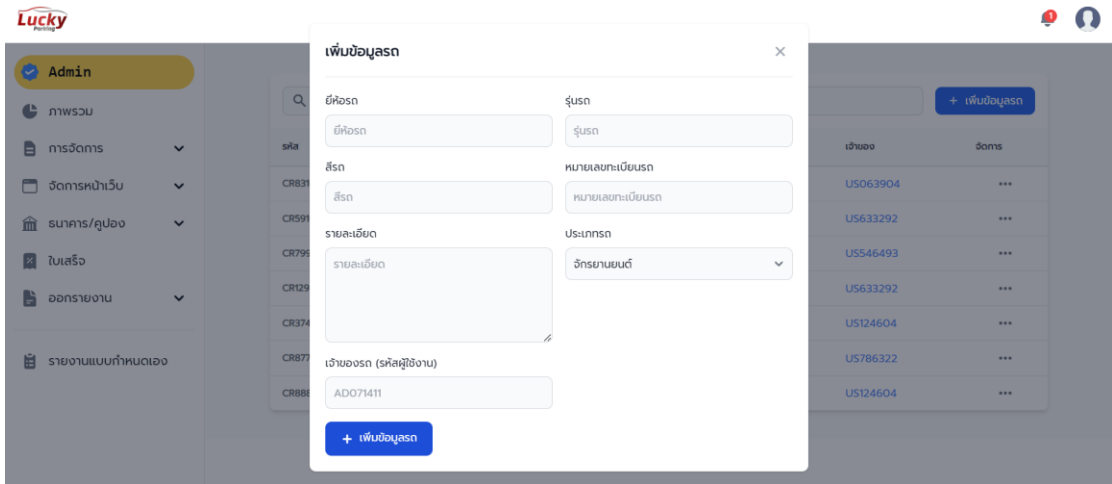 Lucky
Parking
1
Admin
ภาพรวม
การจัดการ
จัดการหน้าเว็บ
ธนาคาร/คูปอง
ใบเสร็จ
ออกรายงาน
รายงานแบบกำหนดเอง
+ เพิ่มข้อมูลรถ
รหัส
เจ้าของ
จัดการ
CR831
US063904
CR591
US633292
CR799
US546493
CR129
US633292
CR374
US124604
CR877
US786322
CR888
US124604
เพิ่มข้อมูลรถ
ยี่ห้อรถ
รุ่นรถ
ยี่ห้อรถ
รุ่นรถ
สีรถ
หมายเลขทะเบียนรถ
สีรถ
หมายเลขทะเบียนรถ
รายละเอียด
ประเภทรถ
รายละเอียด
จักรยานยนต์
เจ้าของรถ (รหัสผู้ใช้งาน)
AD071411
+ เพิ่มข้อมูลรถ